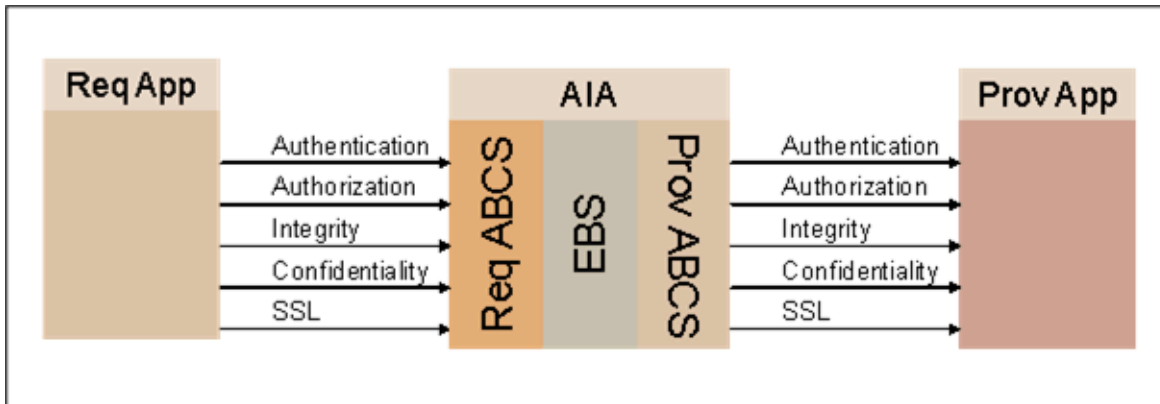 Req App
AIA
Prov App
Authentication
Authorization
Integrity
Confidentiality
SSL
Req ABCS
EBS
Prov ABCS
Authentication
Authorization
Integrity
Confidentiality
SSL